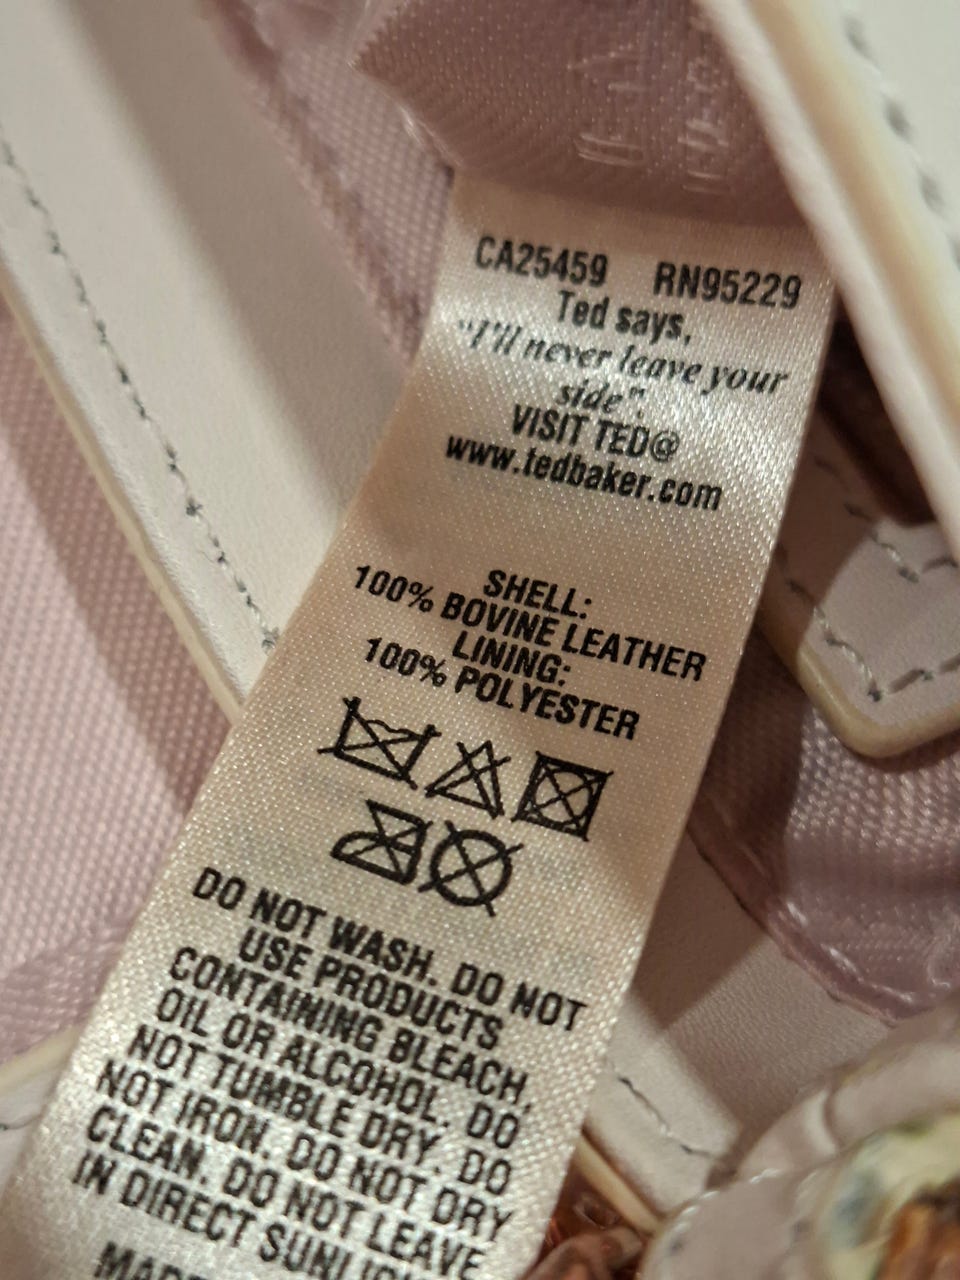 CA25459 RN95229
Ted says,
"I'll never leave your
side".
VISIT TED@
www.tedbaker.com
SHELL:
100% BOVINE LEATHER
LINING:
100% POLYESTER
DO NOT WASH. DO NOT
USE PRODUCTS
CONTAINING BLEACH,
OIL OR ALCOHOL. DO
NOT TUMBLE DRY. DO
NOT IRON. DO NOT DRY
CLEAN. DO NOT LEAVE
IN DIRECT SUNLIGHT